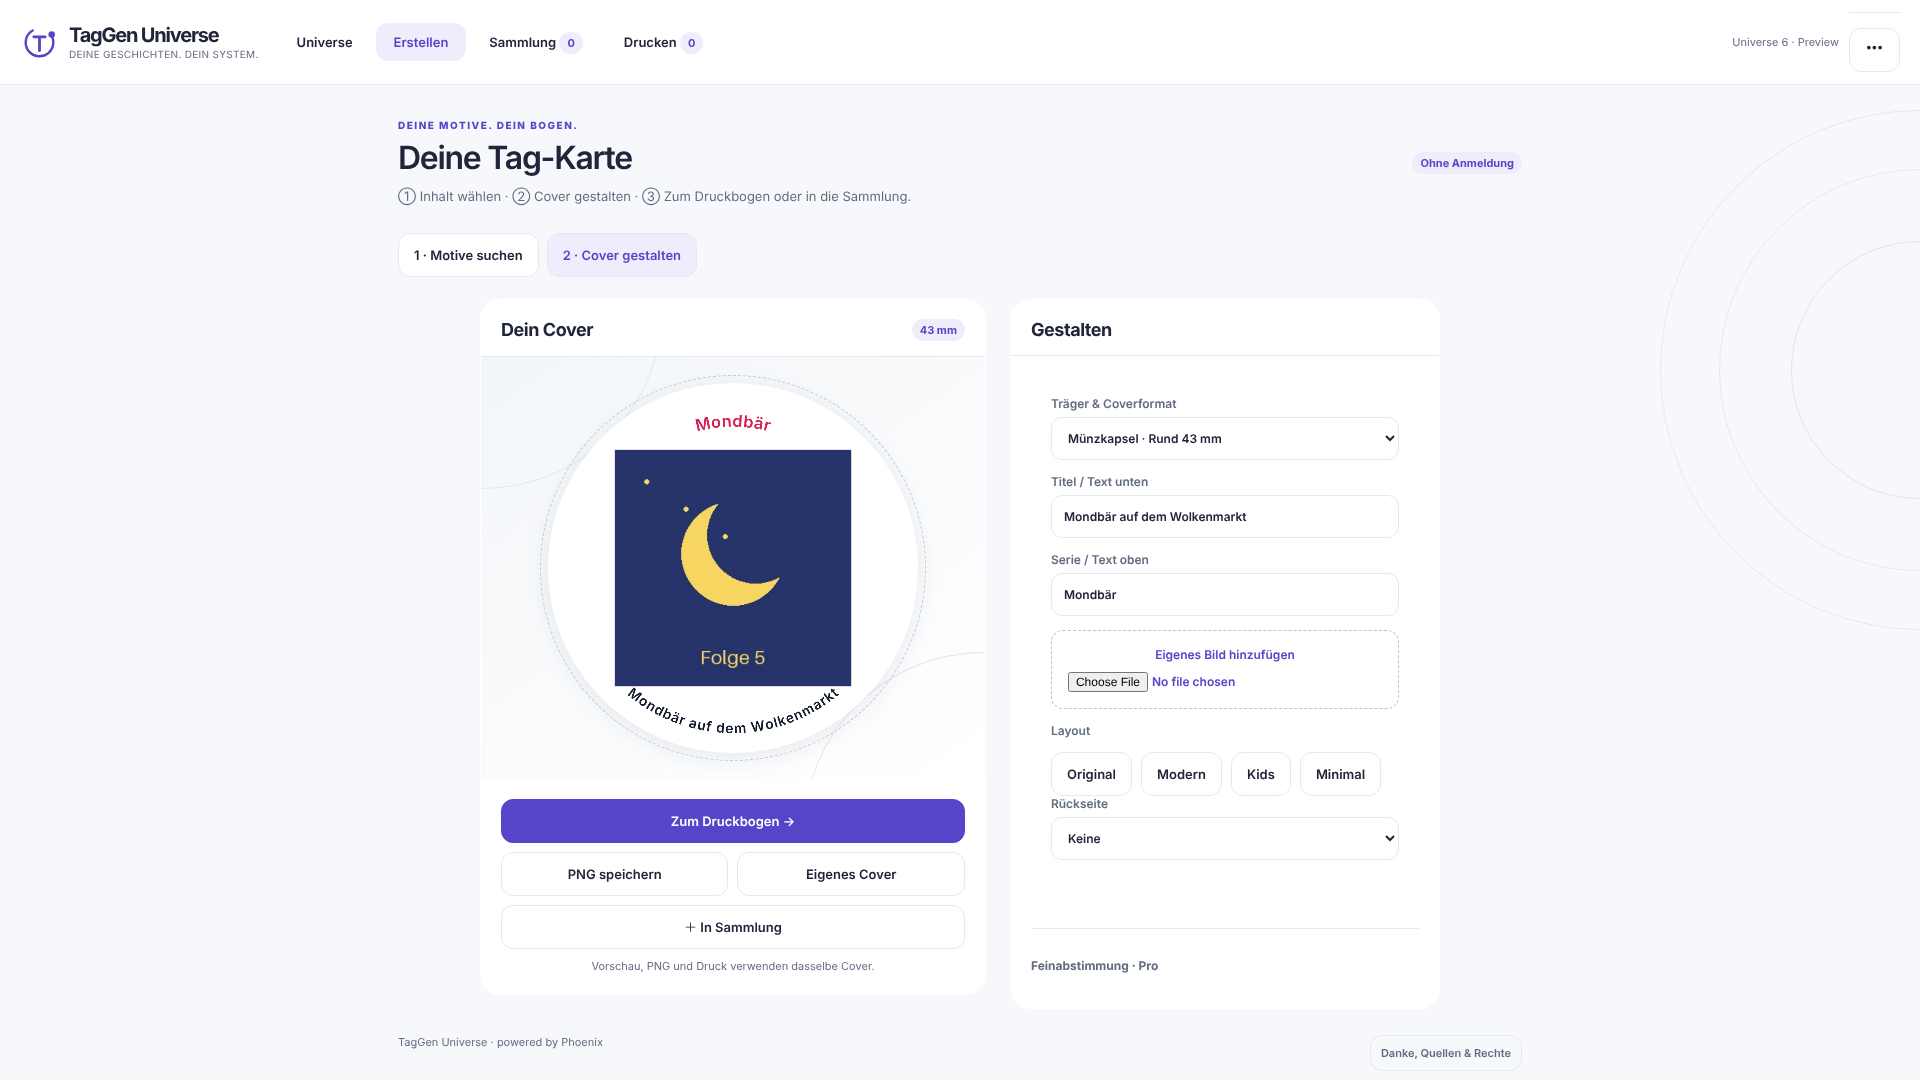 TagGen Universe
DEINE GESCHICHTEN. DEIN SYSTEM.
Universe
Erstellen
Sammlung 0
Drucken 0
Universe 6 · Preview
•••
DEINE MOTIVE. DEIN BOGEN.
Deine Tag-Karte
① Inhalt wählen · ② Cover gestalten · ③ Zum Druckbogen oder in die Sammlung.
Ohne Anmeldung
1 · Motive suchen
2 · Cover gestalten
Dein Cover
43 mm
Mondbär
Folge 5
Mondbär auf dem Wolkenmarkt
Zum Druckbogen →
PNG speichern
Eigenes Cover
+ In Sammlung
Vorschau, PNG und Druck verwenden dasselbe Cover.
Gestalten
Träger & Coverformat
Münzkapsel · Rund 43 mm
Titel / Text unten
Mondbär auf dem Wolkenmarkt
Serie / Text oben
Mondbär
Eigenes Bild hinzufügen
Choose File No file chosen
Layout
Original
Modern
Kids
Minimal
Rückseite
Keine
Feinabstimmung · Pro
TagGen Universe · powered by Phoenix
Danke, Quellen & Rechte